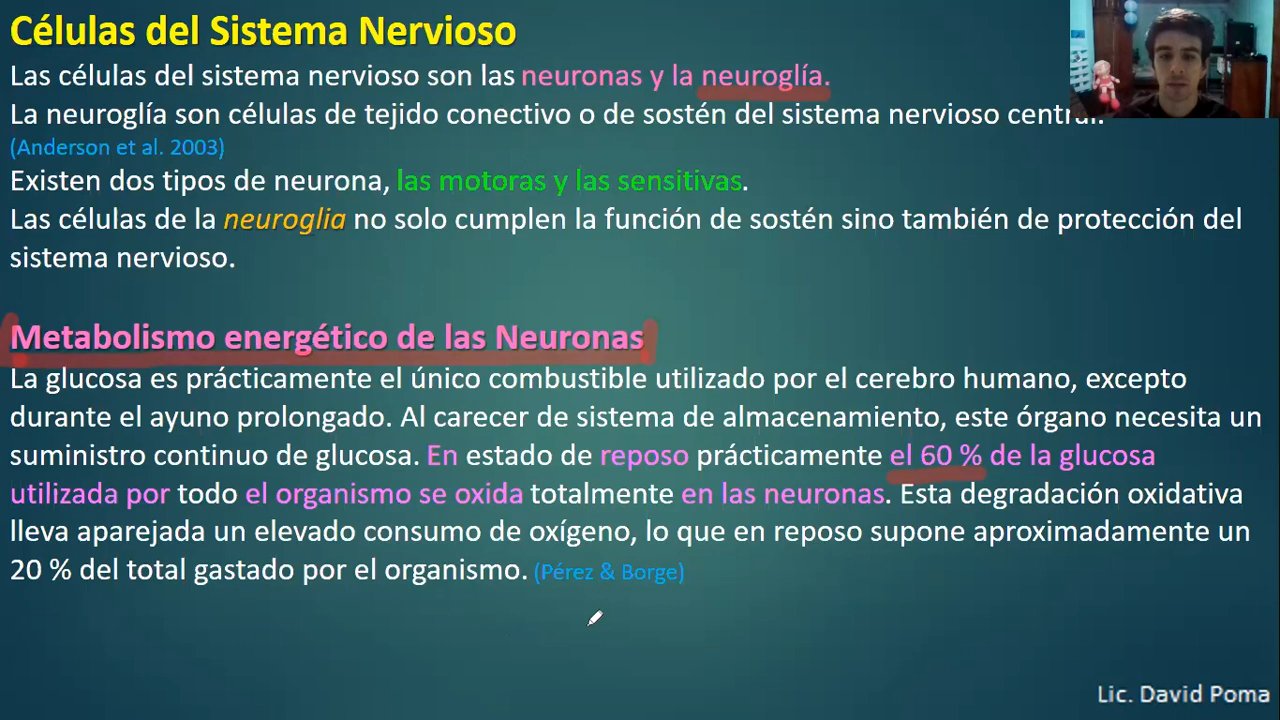 Células del Sistema Nervioso
Las células del sistema nervioso son las neuronas y la neuroglía.
La neuroglía son células de tejido conectivo o de sostén del sistema nervioso central.
(Anderson et al. 2003)
Existen dos tipos de neurona, las motoras y las sensitivas.
Las células de la neuroglia no solo cumplen la función de sostén sino también de protección del
sistema nervioso.
Metabolismo energético de las Neuronas
La glucosa es prácticamente el único combustible utilizado por el cerebro humano, excepto
durante el ayuno prolongado. Al carecer de sistema de almacenamiento, este órgano necesita un
suministro continuo de glucosa. En estado de reposo prácticamente el 60 % de la glucosa
utilizada por todo el organismo se oxida totalmente en las neuronas. Esta degradación oxidativa
lleva aparejada un elevado consumo de oxígeno, lo que en reposo supone aproximadamente un
20 % del total gastado por el organismo. (Pérez & Borge)
Lic. David Poma